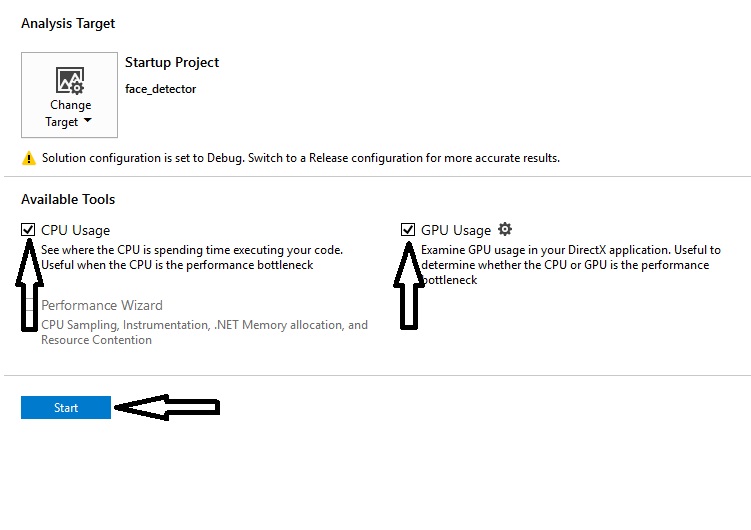 Analysis Target
Change
Target
Startup Project
face_detector
Solution configuration is set to Debug. Switch to a Release configuration for more accurate results.
Available Tools
CPU Usage
See where the CPU is spending time executing your code.
Useful when the CPU is the performance bottleneck
GPU Usage
Examine GPU usage in your DirectX application. Useful to
determine whether the CPU or GPU is the performance
bottleneck
Performance Wizard
CPU Sampling, Instrumentation, .NET Memory allocation, and
Resource Contention
Start